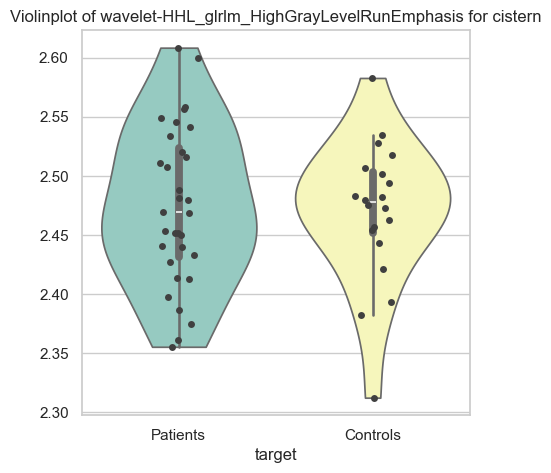 Violinplot of wavelet-HHL_glrlm_HighGrayLevelRunEmphasis for cistern
2.60
2.55
2.50
2.45
2.40
2.35
2.30
Patients
Controls
target